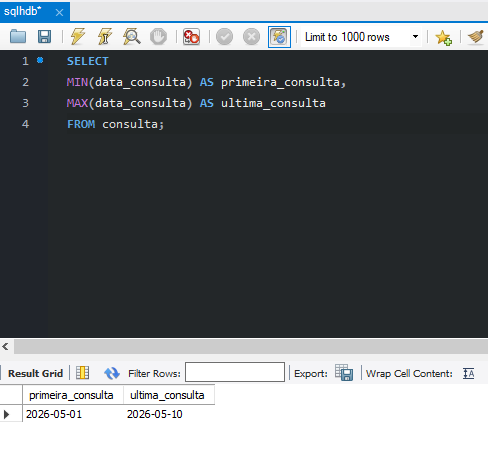 sqlhdb*
Limit to 1000 rows
1 SELECT
2 MIN(data_consulta) AS primeira_consulta,
3 MAX(data_consulta) AS ultima_consulta
4 FROM consulta;
Result Grid Filter Rows: Export: Wrap Cell Content:
primeira_consulta ultima_consulta
2026-05-01 2026-05-10